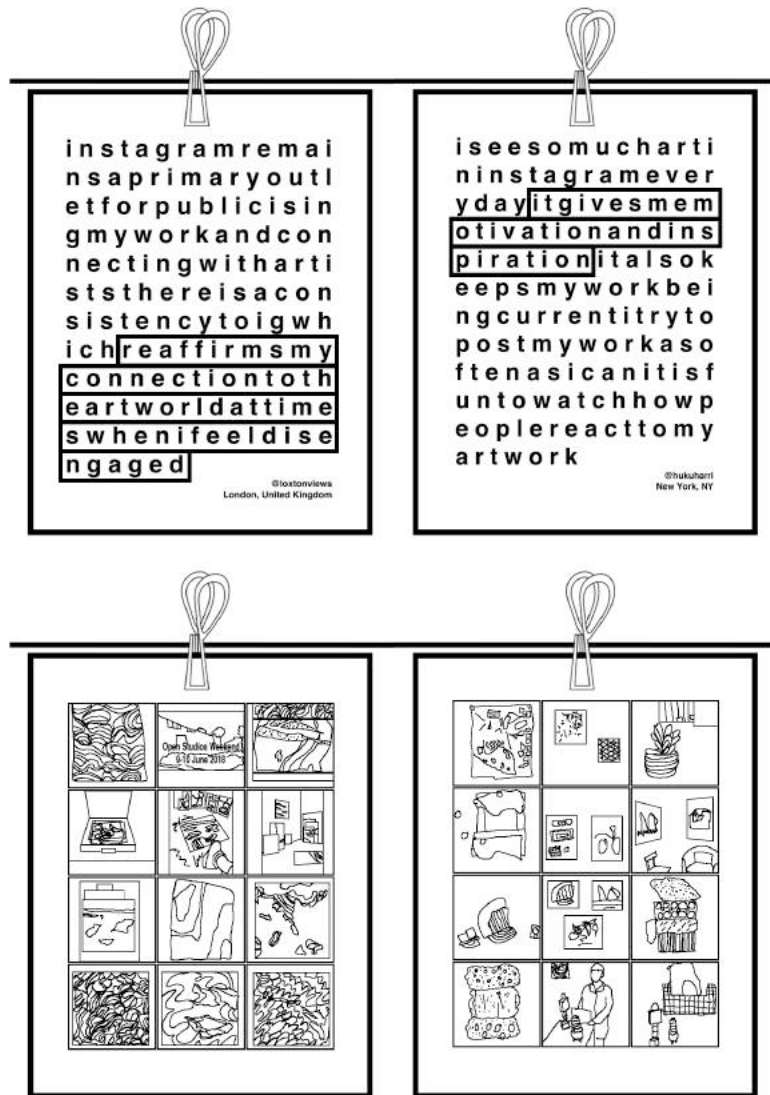 instagramremai
nsaprimaryoutl
etforpublicisin
gmyworkandcon
nectingwitharti
ststhereisacon
sistencytoigwh
ichreaffirmsmy
connectiontoth
eartworldattime
swhenifeeldise
ngaged
@loxtonviews
London, United Kingdom
iseesomucharti
ninstagramever
ydayitgivesmem
otivationandins
pirationitalsok
eepsmyworkbei
ngcurrentitryto
postmyworkaso
ftenasicanitisf
untowatchhowp
eoplereacttomy
artwork
@hukuharri
New York, NY
Open Studios Weekend
9-10 June 2018